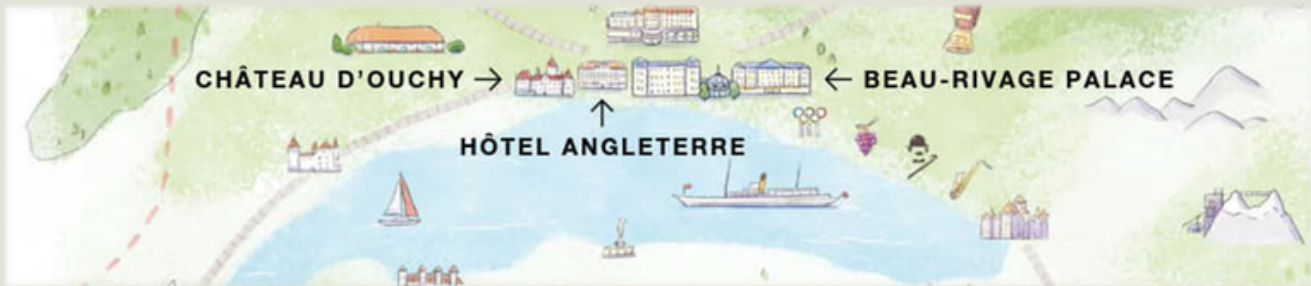 CHÂTEAU D'OUCHY →
← BEAU-RIVAGE PALACE
↑
HÔTEL ANGLETERRE